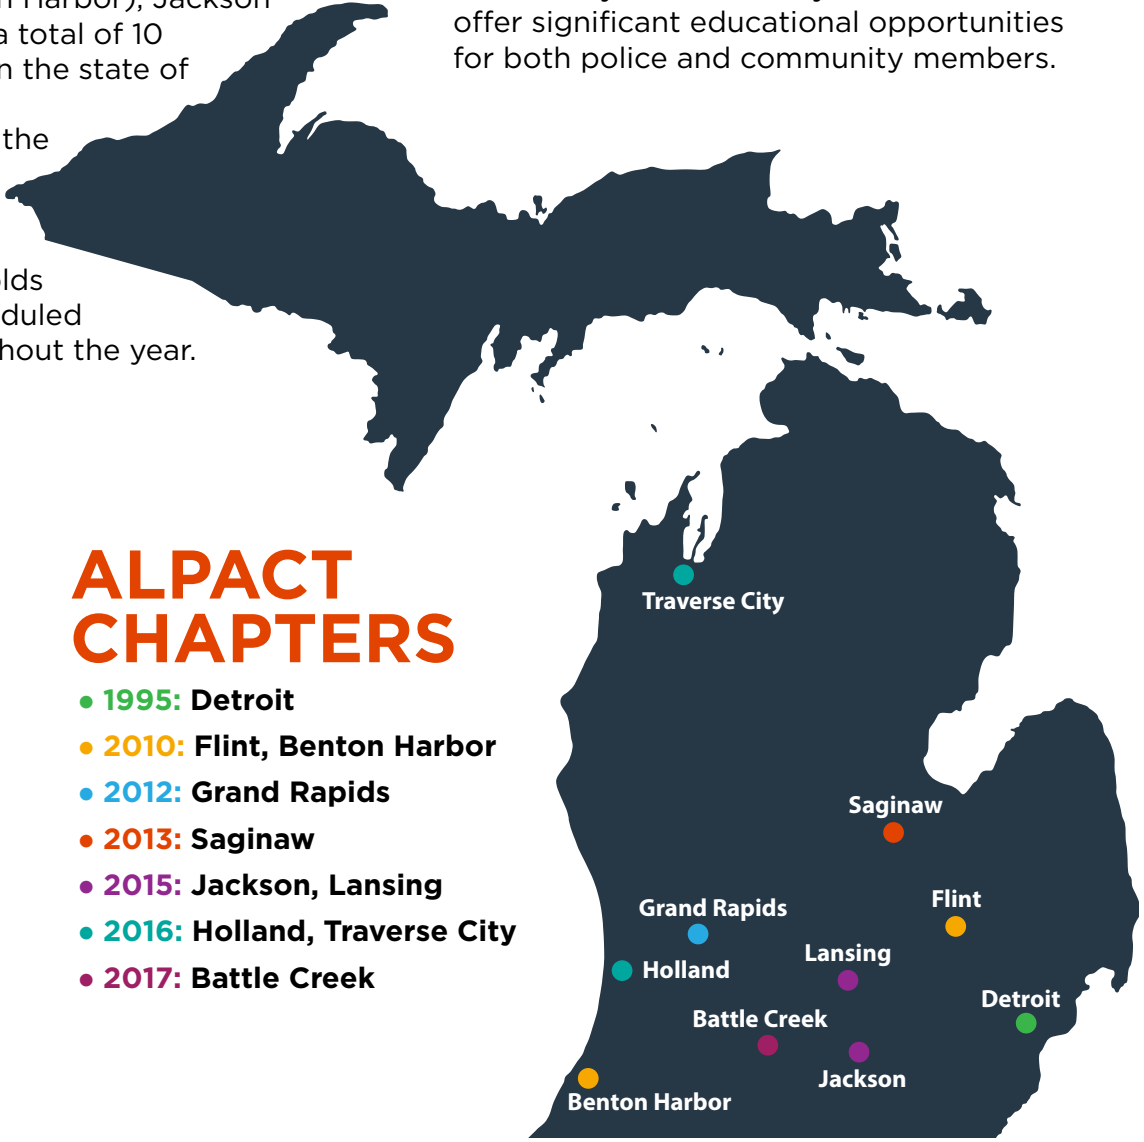 Harbor), Jackson
a total of 10
the state of
the
duled
hout the year.
offer significant educational opportunities
for both police and community members.
ALPACT
CHAPTERS
• 1995: Detroit
• 2010: Flint, Benton Harbor
• 2012: Grand Rapids
• 2013: Saginaw
• 2015: Jackson, Lansing
• 2016: Holland, Traverse City
• 2017: Battle Creek
Traverse City
Saginaw
Flint
Grand Rapids
Lansing
Holland
Detroit
Battle Creek
Jackson
Benton Harbor